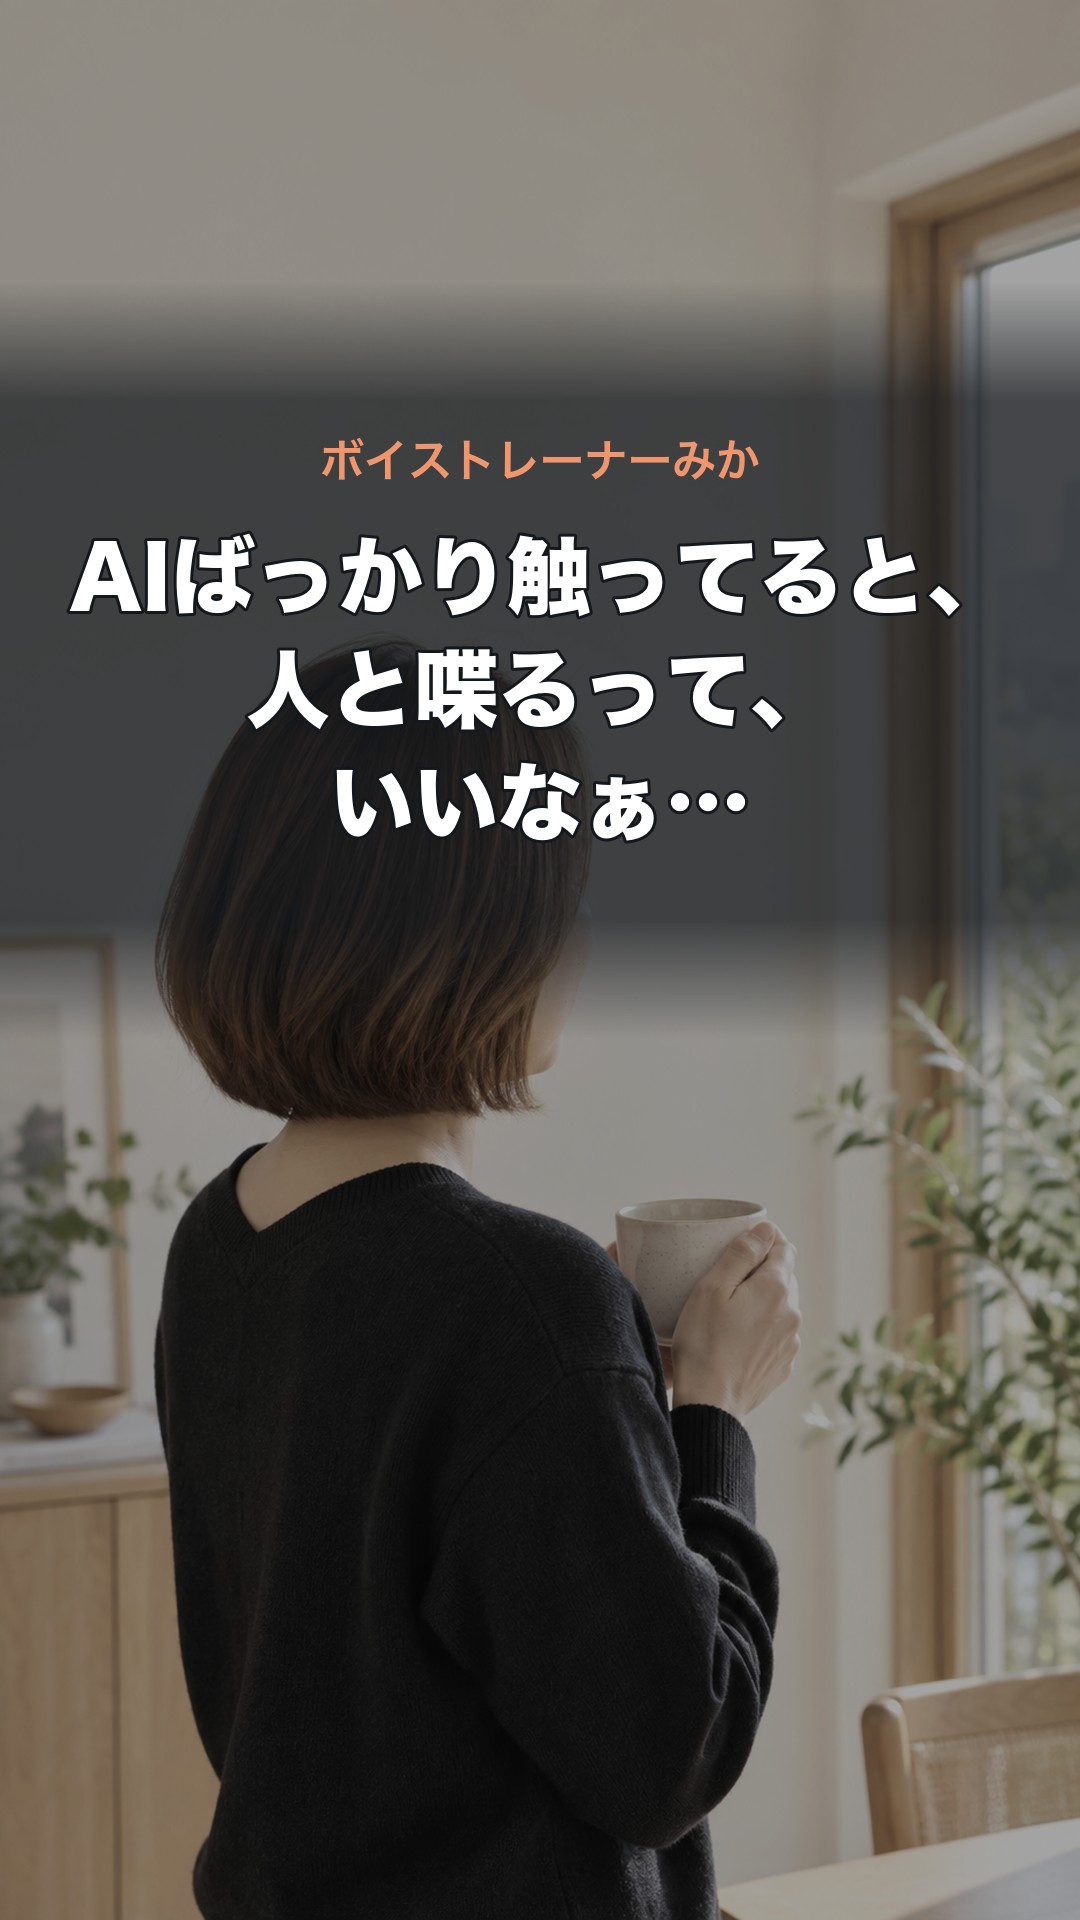 ボイストレーナーみか
AIばっかり触ってると、
人と喋るって、
いいなぁ…